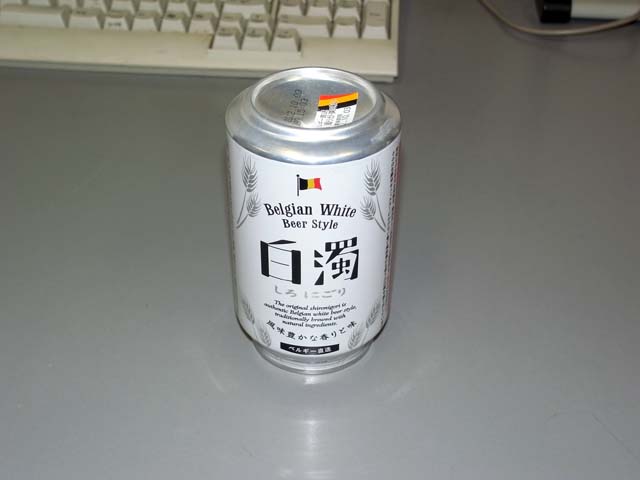 Belgian White
Beer Style
白濁
しろにごり
The original shironigori is
authentic Belgian white beer style,
traditionally brewed with
natural ingredients.
風味豊かな香りと味
ベルギー直送